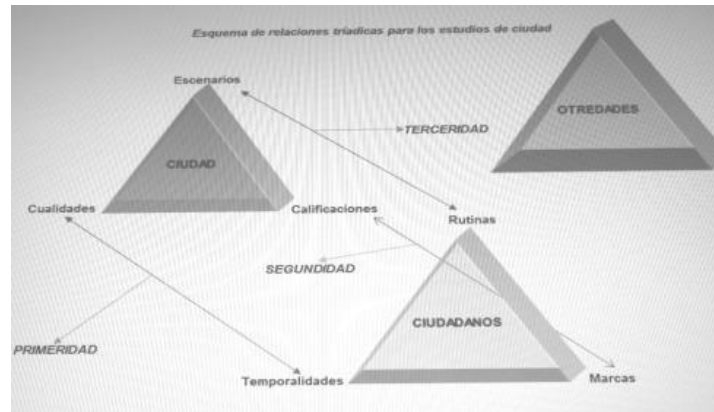 Esquema de relaciones tríadicas para los estudios de ciudad
Escenarios
OTREDADES
TERCERIDAD
CIUDAD
Cualidades
Calificaciones
Rutinas
SEGUNDIDAD
CIUDADANOS
PRIMERIDAD
Temporalidades
Marcas